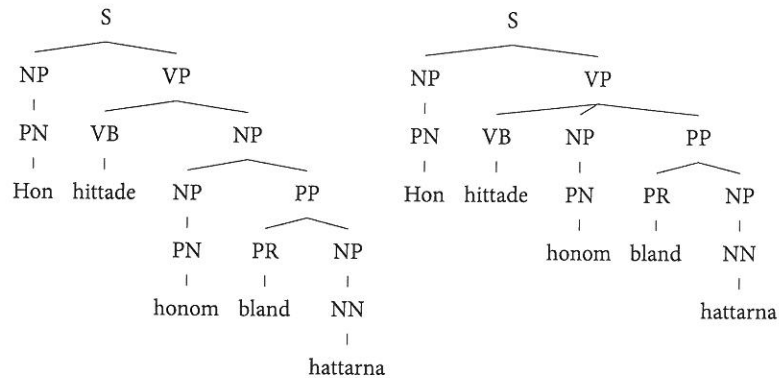 S
S
NP VP
NP VP
PN VB NP
PN VB NP PP
Hon hittade NP PP
Hon hittade PN PR NP
PN PR NP
honom bland NN
honom bland NN
hattarna
hattarna